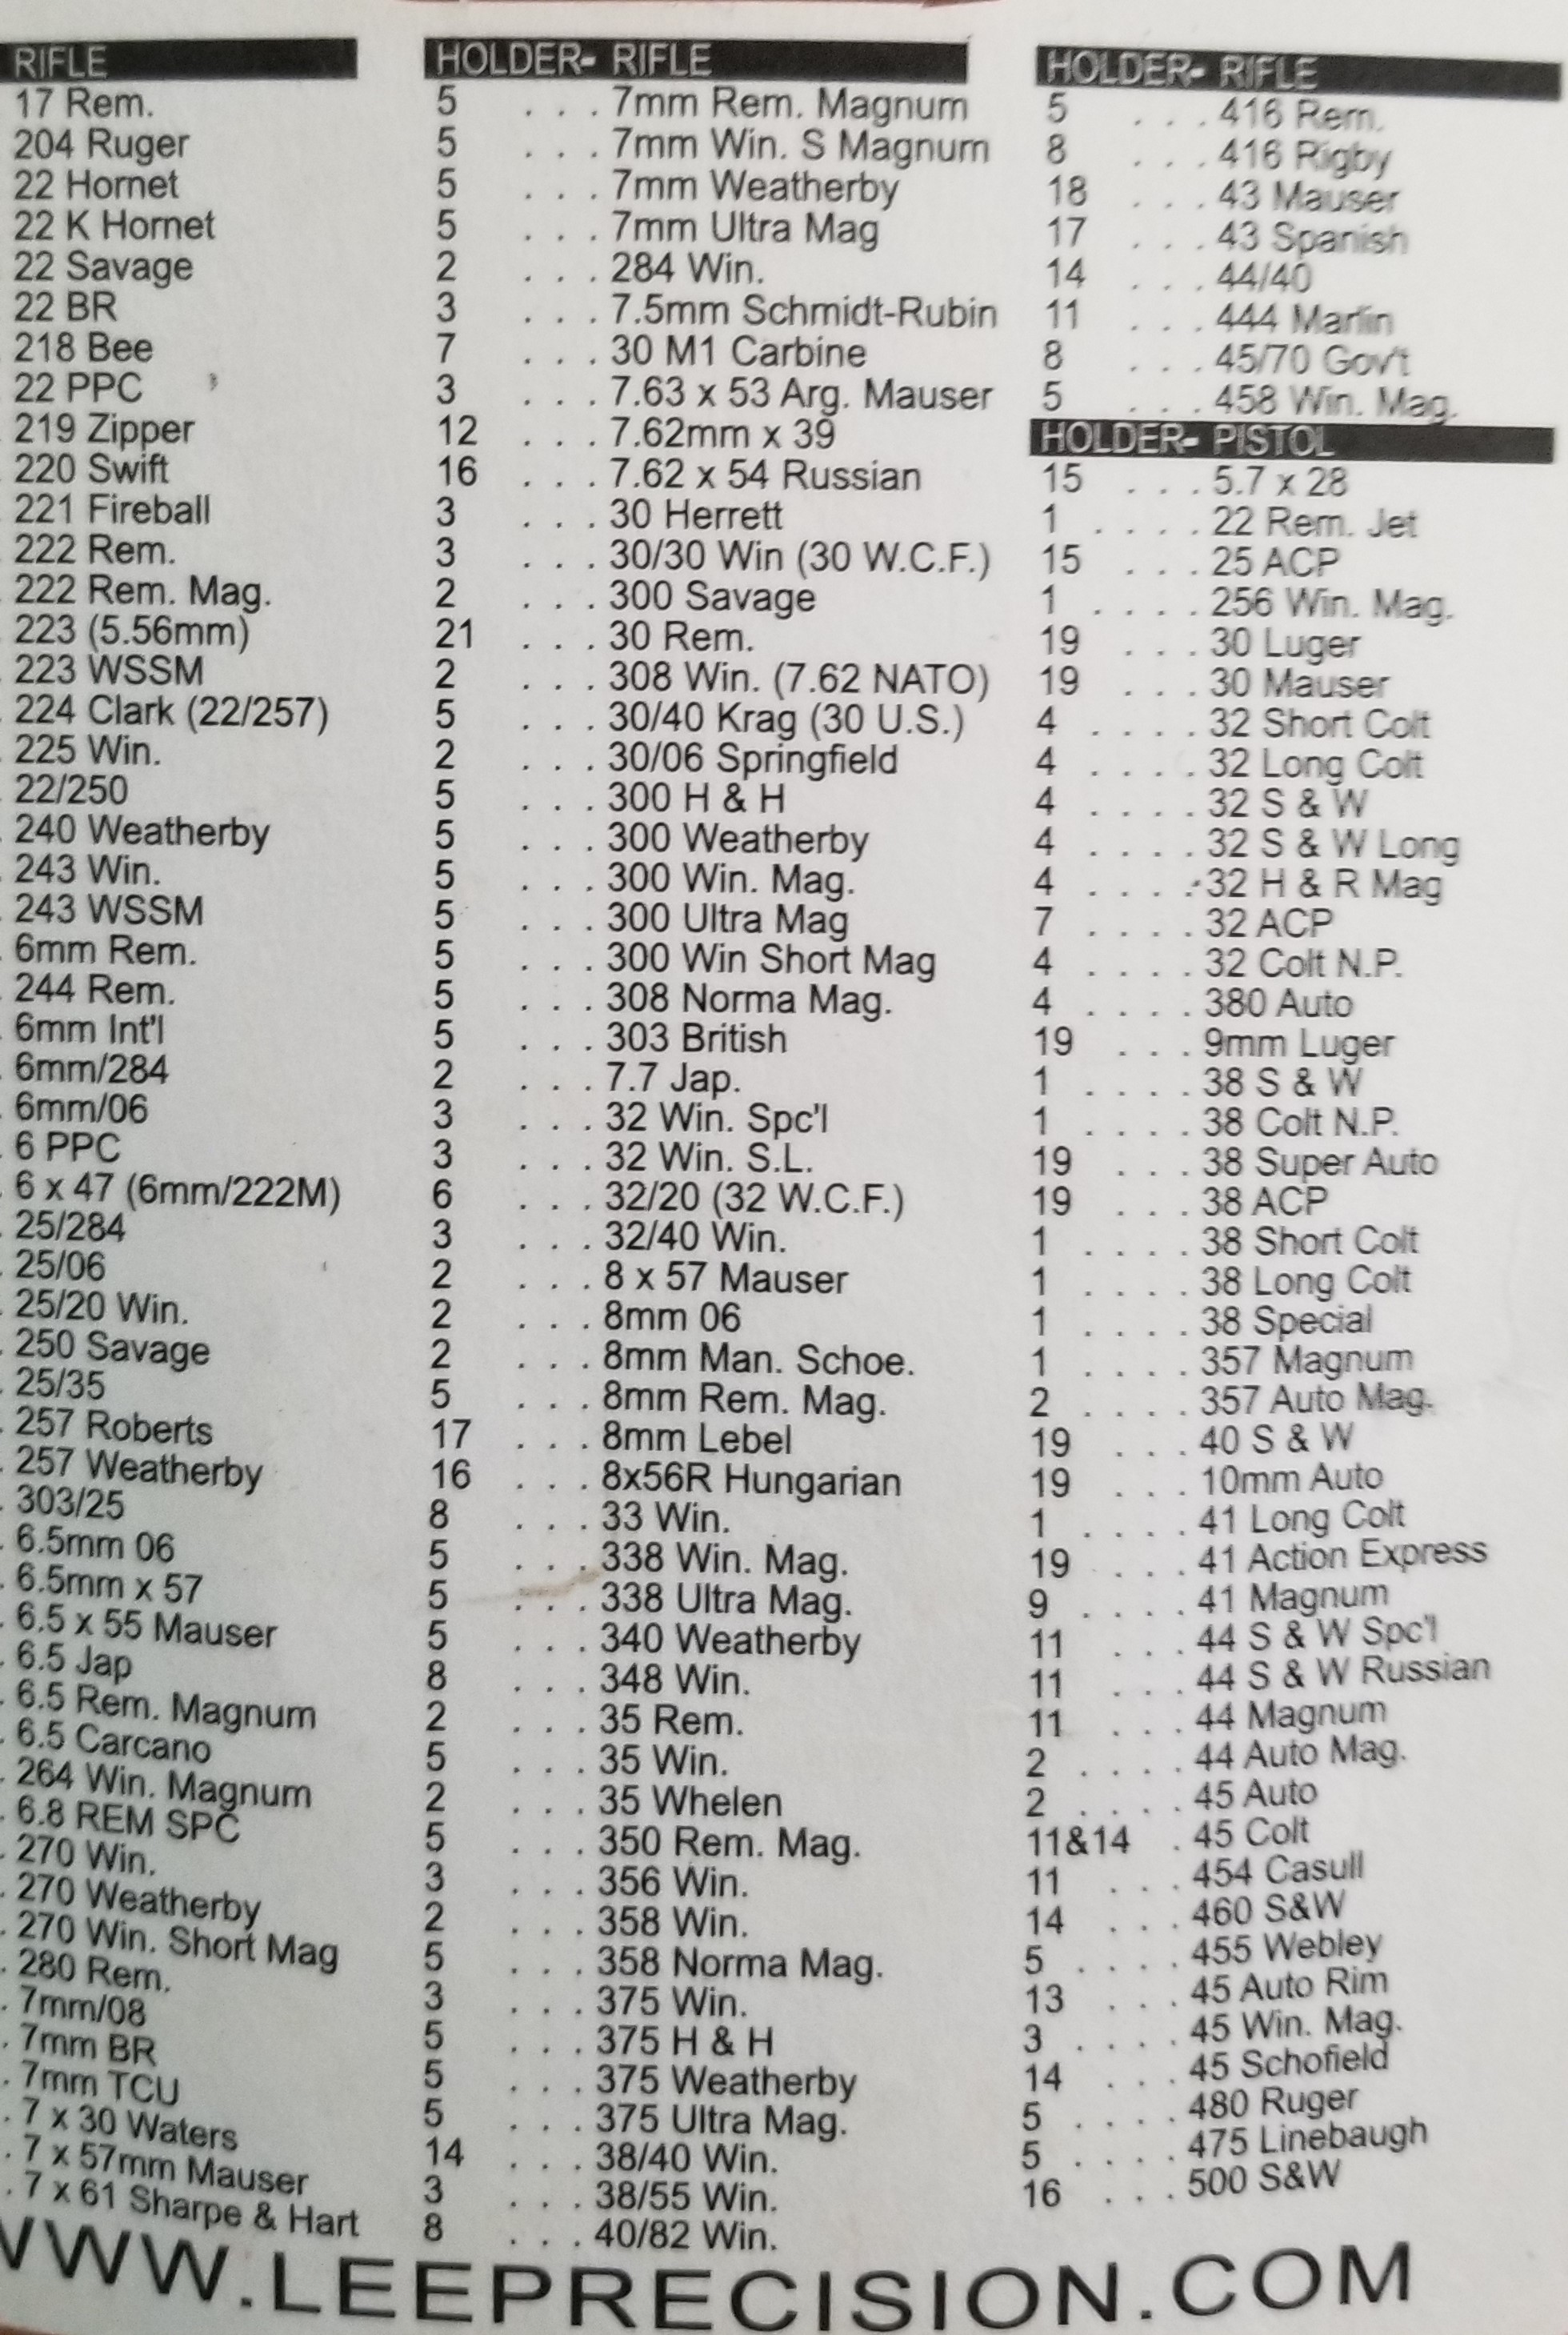 RIFLE
17 Rem.
204 Ruger
22 Hornet
22 K Hornet
22 Savage
22 BR
218 Bee
22 PPC
219 Zipper
220 Swift
221 Fireball
222 Rem.
222 Rem. Mag.
223 (5.56mm)
223 WSSM
224 Clark (22/257)
225 Win.
22/250
240 Weatherby
243 Win.
243 WSSM
6mm Rem.
244 Rem.
6mm Int'l
6mm/284
6mm/06
6 PPC
6 x 47 (6mm/222M)
25/284
25/06
25/20 Win.
250 Savage
25/35
257 Roberts
257 Weatherby
303/25
6.5mm 06
6.5mm x 57
6.5 x 55 Mauser
6.5 Jap
6.5 Rem. Magnum
6.5 Carcano
264 Win. Magnum
6.8 REM SPC
270 Win.
270 Weatherby
270 Win. Short Mag
280 Rem.
7mm/08
7mm BR
7mm TCU
7 x 30 Waters
7 x 57mm Mauser
7 x 61 Sharpe & Hart
HOLDER- RIFLE
5 . . . 7mm Rem. Magnum
5 . . . 7mm Win. S Magnum
5 . . . 7mm Weatherby
5 . . . 7mm Ultra Mag
2 . . . 284 Win.
3 . . . 7.5mm Schmidt-Rubin
7 . . . 30 M1 Carbine
3 . . . 7.63 x 53 Arg. Mauser
12 . . . 7.62mm x 39
16 . . . 7.62 x 54 Russian
3 . . . 30 Herrett
3 . . . 30/30 Win (30 W.C.F.)
2 . . . 300 Savage
21 . . . 30 Rem.
2 . . . 308 Win. (7.62 NATO)
5 . . . 30/40 Krag (30 U.S.)
2 . . . 30/06 Springfield
5 . . . 300 H & H
5 . . . 300 Weatherby
5 . . . 300 Win. Mag.
5 . . . 300 Ultra Mag
5 . . . 300 Win Short Mag
5 . . . 308 Norma Mag.
5 . . . 303 British
2 . . . 7.7 Jap.
3 . . . 32 Win. Spc'l
3 . . . 32 Win. S.L.
6 . . . 32/20 (32 W.C.F.)
3 . . . 32/40 Win.
2 . . . 8 x 57 Mauser
2 . . . 8mm 06
2 . . . 8mm Man. Schoe.
5 . . . 8mm Rem. Mag.
17 . . . 8mm Lebel
16 . . . 8x56R Hungarian
8 . . . 33 Win.
5 . . . 338 Win. Mag.
5 . . . 338 Ultra Mag.
5 . . . 340 Weatherby
8 . . . 348 Win.
2 . . . 35 Rem.
5 . . . 35 Win.
2 . . . 35 Whelen
5 . . . 350 Rem. Mag.
3 . . . 356 Win.
2 . . . 358 Win.
5 . . . 358 Norma Mag.
3 . . . 375 Win.
5 . . . 375 H & H
5 . . . 375 Weatherby
5 . . . 375 Ultra Mag.
14 . . . 38/40 Win.
3 . . . 38/55 Win.
8 . . . 40/82 Win.
HOLDER- RIFLE
5 . . . 416 Rem.
8 . . . 416 Rigby
18 . . . 43 Mauser
17 . . . 43 Spanish
14 . . . 44/40
11 . . . 444 Marlin
8 . . . 45/70 Gov't
5 . . . 458 Win. Mag.
HOLDER- PISTOL
15 . . . 5.7 x 28
1 . . . . 22 Rem. Jet
15 . . . 25 ACP
1 . . . . 256 Win. Mag.
19 . . . 30 Luger
19 . . . 30 Mauser
4 . . . . 32 Short Colt
4 . . . . 32 Long Colt
4 . . . . 32 S & W
4 . . . . 32 S & W Long
4 . . . . 32 H & R Mag
7 . . . . 32 ACP
4 . . . . 32 Colt N.P.
4 . . . . 380 Auto
19 . . . 9mm Luger
1 . . . . 38 S & W
1 . . . . 38 Colt N.P.
19 . . . 38 Super Auto
19 . . . 38 ACP
1 . . . . 38 Short Colt
1 . . . . 38 Long Colt
1 . . . . 38 Special
1 . . . . 357 Magnum
2 . . . . 357 Auto Mag.
19 . . . 40 S & W
19 . . . 10mm Auto
1 . . . . 41 Long Colt
19 . . . 41 Action Express
9 . . . . 41 Magnum
11 . . . 44 S & W Spc'l
11 . . . 44 S & W Russian
11 . . . 44 Magnum
2 . . . . 44 Auto Mag.
2 . . . . 45 Auto
11&14 . 45 Colt
11 . . . 454 Casull
14 . . . 460 S&W
5 . . . . 455 Webley
13 . . . 45 Auto Rim
3 . . . . 45 Win. Mag.
14 . . . 45 Schofield
5 . . . . 480 Ruger
5 . . . . 475 Linebaugh
16 . . . 500 S&W
WWW.LEEPRECISION.COM